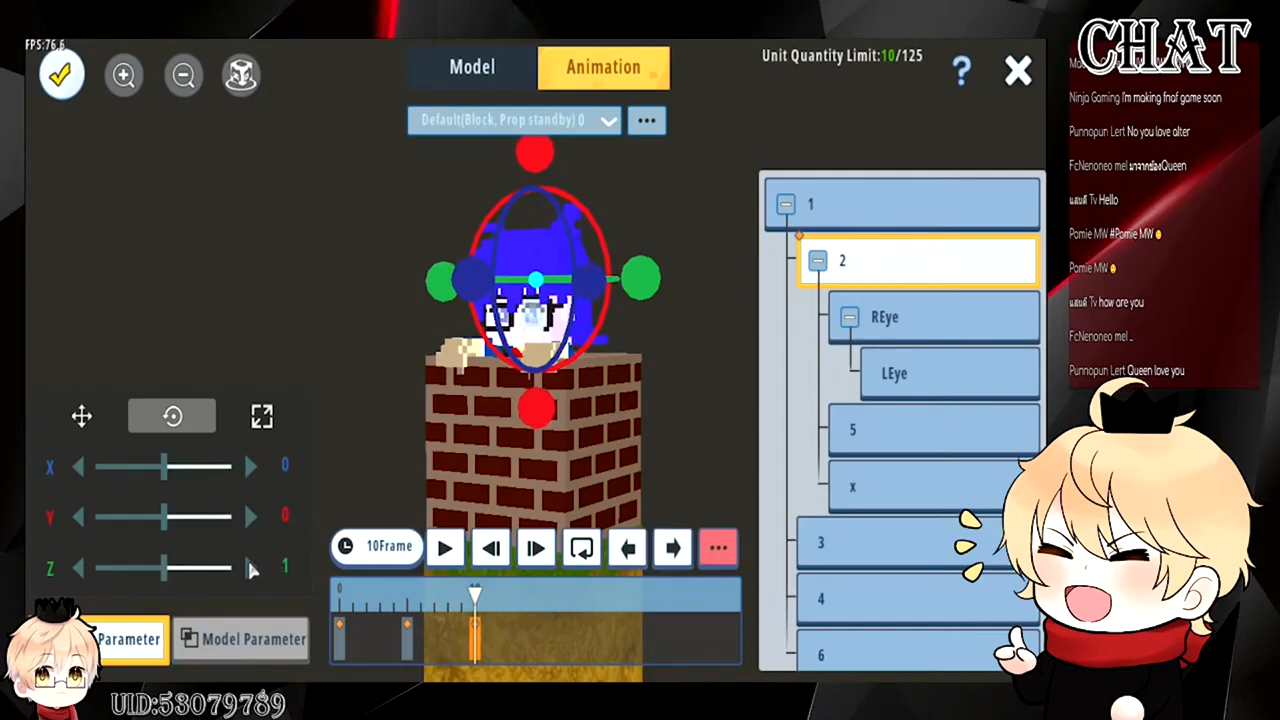 FPS:76.6
Model
Animation
Unit Quantity Limit:10/125
?
Default(Block, Prop standby) 0
CHAT
Ninja Gaming I'm making fnaf game soon
Punnopun Lert No you love alter
FcNenoneo mel มาจากช่องQueen
แสบดี Tv Hello
Pomie MW #Pomie MW
Pomie MW
แสบดี Tv how are you
FcNenoneo mel ..
Punnopun Lert Queen love you
1
2
REye
LEye
5
x
3
4
6
X 0
Y 0
Z 1
10Frame
0
Parameter
Model Parameter
UID:53079789